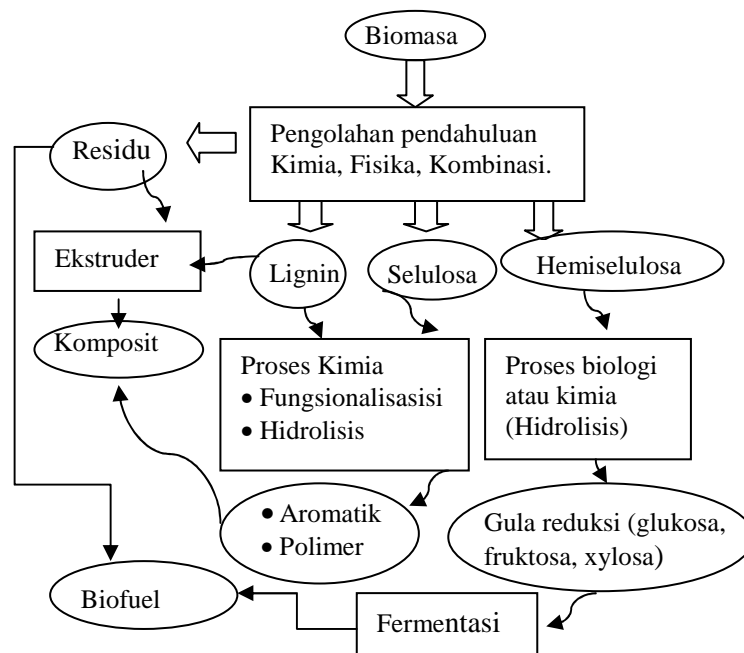 Biomasa
Pengolahan pendahuluan
Kimia, Fisika, Kombinasi.
Residu
Ekstruder
Lignin
Selulosa
Hemiselulosa
Komposit
Proses Kimia
• Fungsionalisasisi
• Hidrolisis
Proses biologi
atau kimia
(Hidrolisis)
• Aromatik
• Polimer
Gula reduksi (glukosa,
fruktosa, xylosa)
Biofuel
Fermentasi